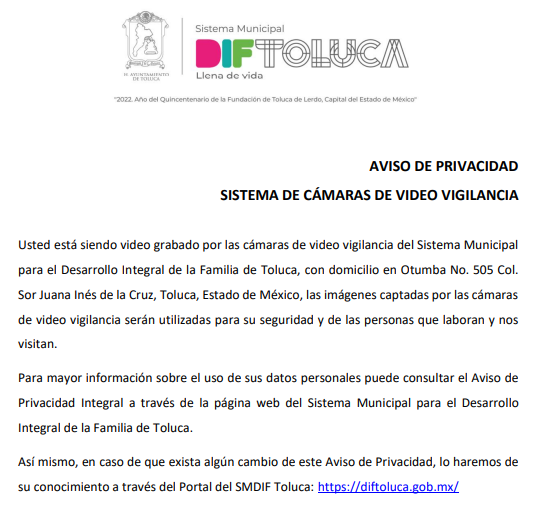 Sistema Municipal
DIFTOLUCA
Llena de vida
H. AYUNTAMIENTO
DE TOLUCA
"2022. Año del Quincentenario de la Fundación de Toluca de Lerdo, Capital del Estado de México"
AVISO DE PRIVACIDAD
SISTEMA DE CÁMARAS DE VIDEO VIGILANCIA
Usted está siendo video grabado por las cámaras de video vigilancia del Sistema Municipal
para el Desarrollo Integral de la Familia de Toluca, con domicilio en Otumba No. 505 Col.
Sor Juana Inés de la Cruz, Toluca, Estado de México, las imágenes captadas por las cámaras
de video vigilancia serán utilizadas para su seguridad y de las personas que laboran y nos
visitan.
Para mayor información sobre el uso de sus datos personales puede consultar el Aviso de
Privacidad Integral a través de la página web del Sistema Municipal para el Desarrollo
Integral de la Familia de Toluca.
Así mismo, en caso de que exista algún cambio de este Aviso de Privacidad, lo haremos de
su conocimiento a través del Portal del SMDIF Toluca: https://diftoluca.gob.mx/